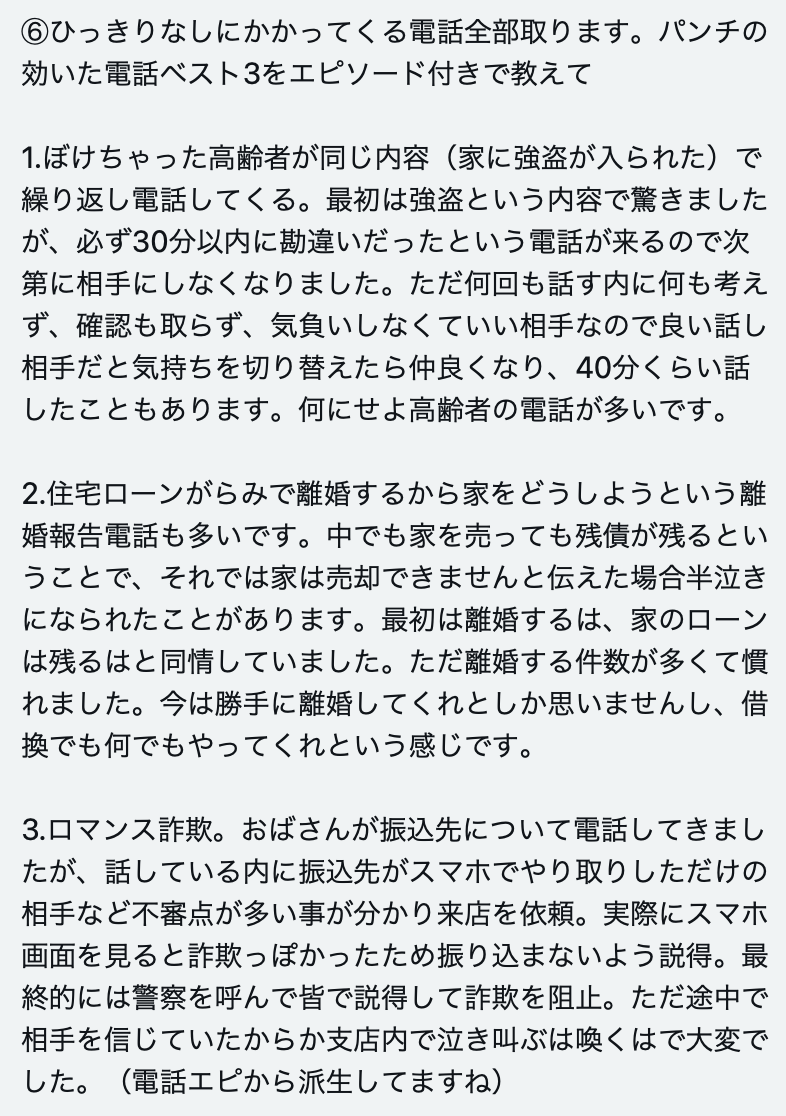 ⑥ひっきりなしにかかってくる電話全部取ります。パンチの
効いた電話ベスト3をエピソード付きで教えて
1.ぼけちゃった高齢者が同じ内容（家に強盗が入られた）で
繰り返し電話してくる。最初は強盗という内容で驚きました
が、必ず30分以内に勘違いだったという電話が来るので次
第に相手にしなくなりました。ただ何回も話す内に何も考え
ず、確認も取らず、気負いしなくていい相手なので良い話し
相手だと気持ちを切り替えたら仲良くなり、40分くらい話
したこともあります。何にせよ高齢者の電話が多いです。
2.住宅ローンがらみで離婚するから家をどうしようという離
婚報告電話も多いです。中でも家を売っても残債が残るとい
うことで、それでは家は売却できませんと伝えた場合半泣き
になられたことがあります。最初は離婚するは、家のローン
は残るはと同情していました。ただ離婚する件数が多くて慣
れました。今は勝手に離婚してくれとしか思いませんし、借
換でも何でもやってくれという感じです。
3.ロマンス詐欺。おばさんが振込先について電話してきまし
たが、話している内に振込先がスマホでやり取りしただけの
相手など不審点が多い事が分かり来店を依頼。実際にスマホ
画面を見ると詐欺っぽかったため振り込まないよう説得。最
終的には警察を呼んで皆で説得して詐欺を阻止。ただ途中で
相手を信じていたからか支店内で泣き叫ぶは喚くはで大変で
した。（電話エピから派生してますね）